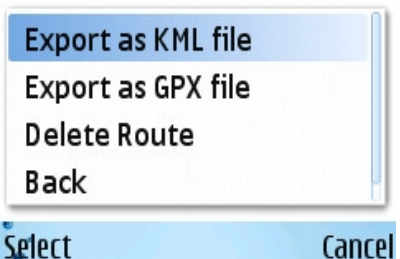 Export as KML file
Export as GPX file
Delete Route
Back
Select Cancel